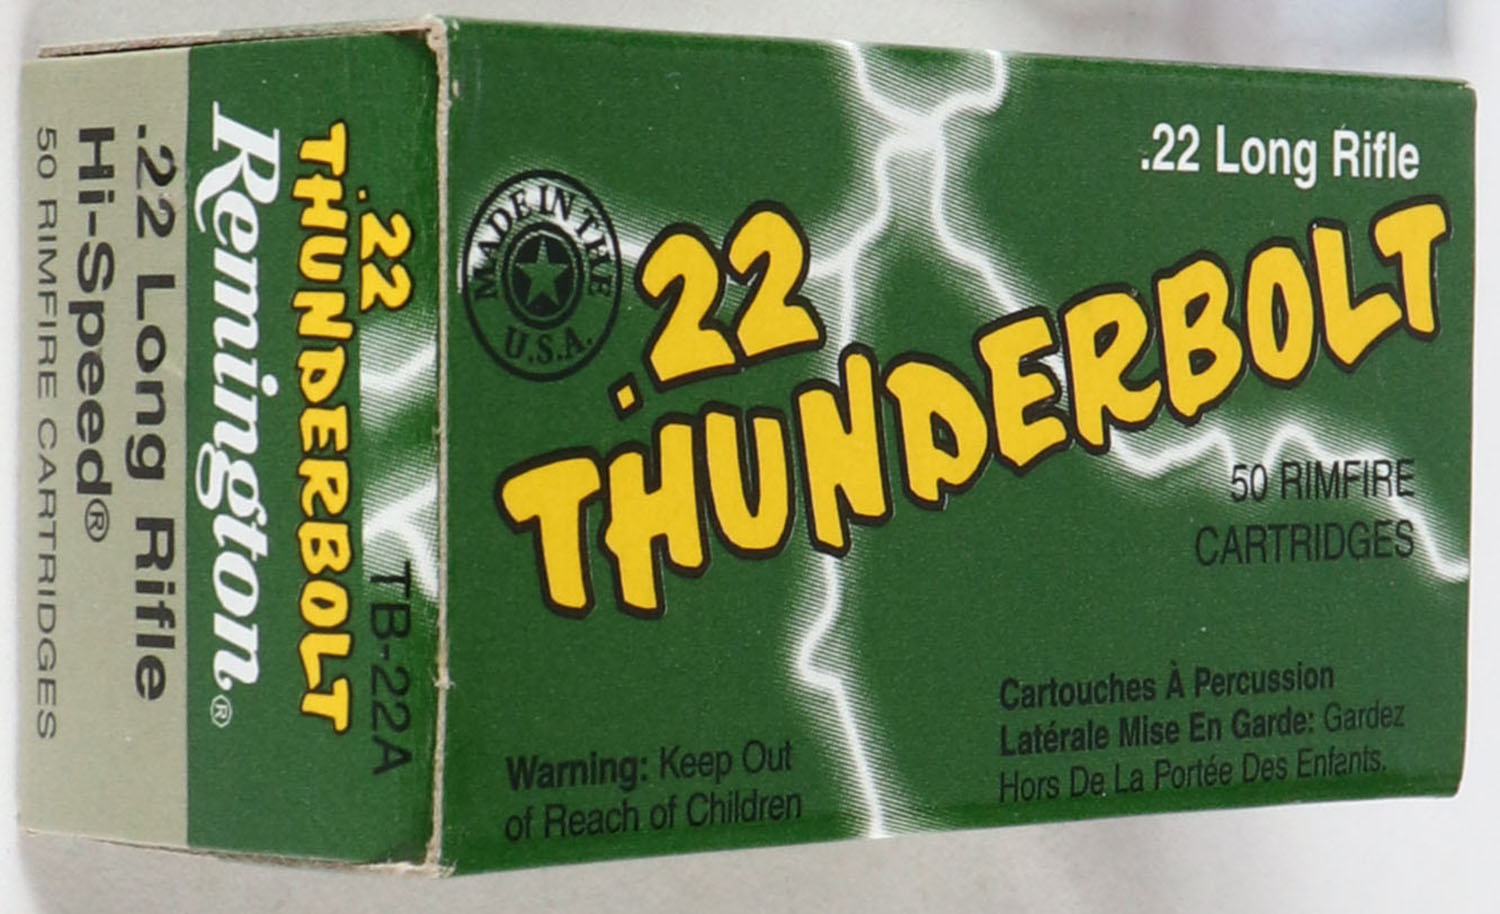 .22 Long Rifle
MADE IN THE
U.S.A.
.22
THUNDERBOLT
50 RIMFIRE
CARTRIDGES
Warning: Keep Out
of Reach of Children
Cartouches À Percussion
Latérale Mise En Garde: Gardez
Hors De La Portée Des Enfants.
TB-22A
.22
THUNDERBOLT
Remington®
.22 Long Rifle
Hi-Speed®
50 RIMFIRE CARTRIDGES